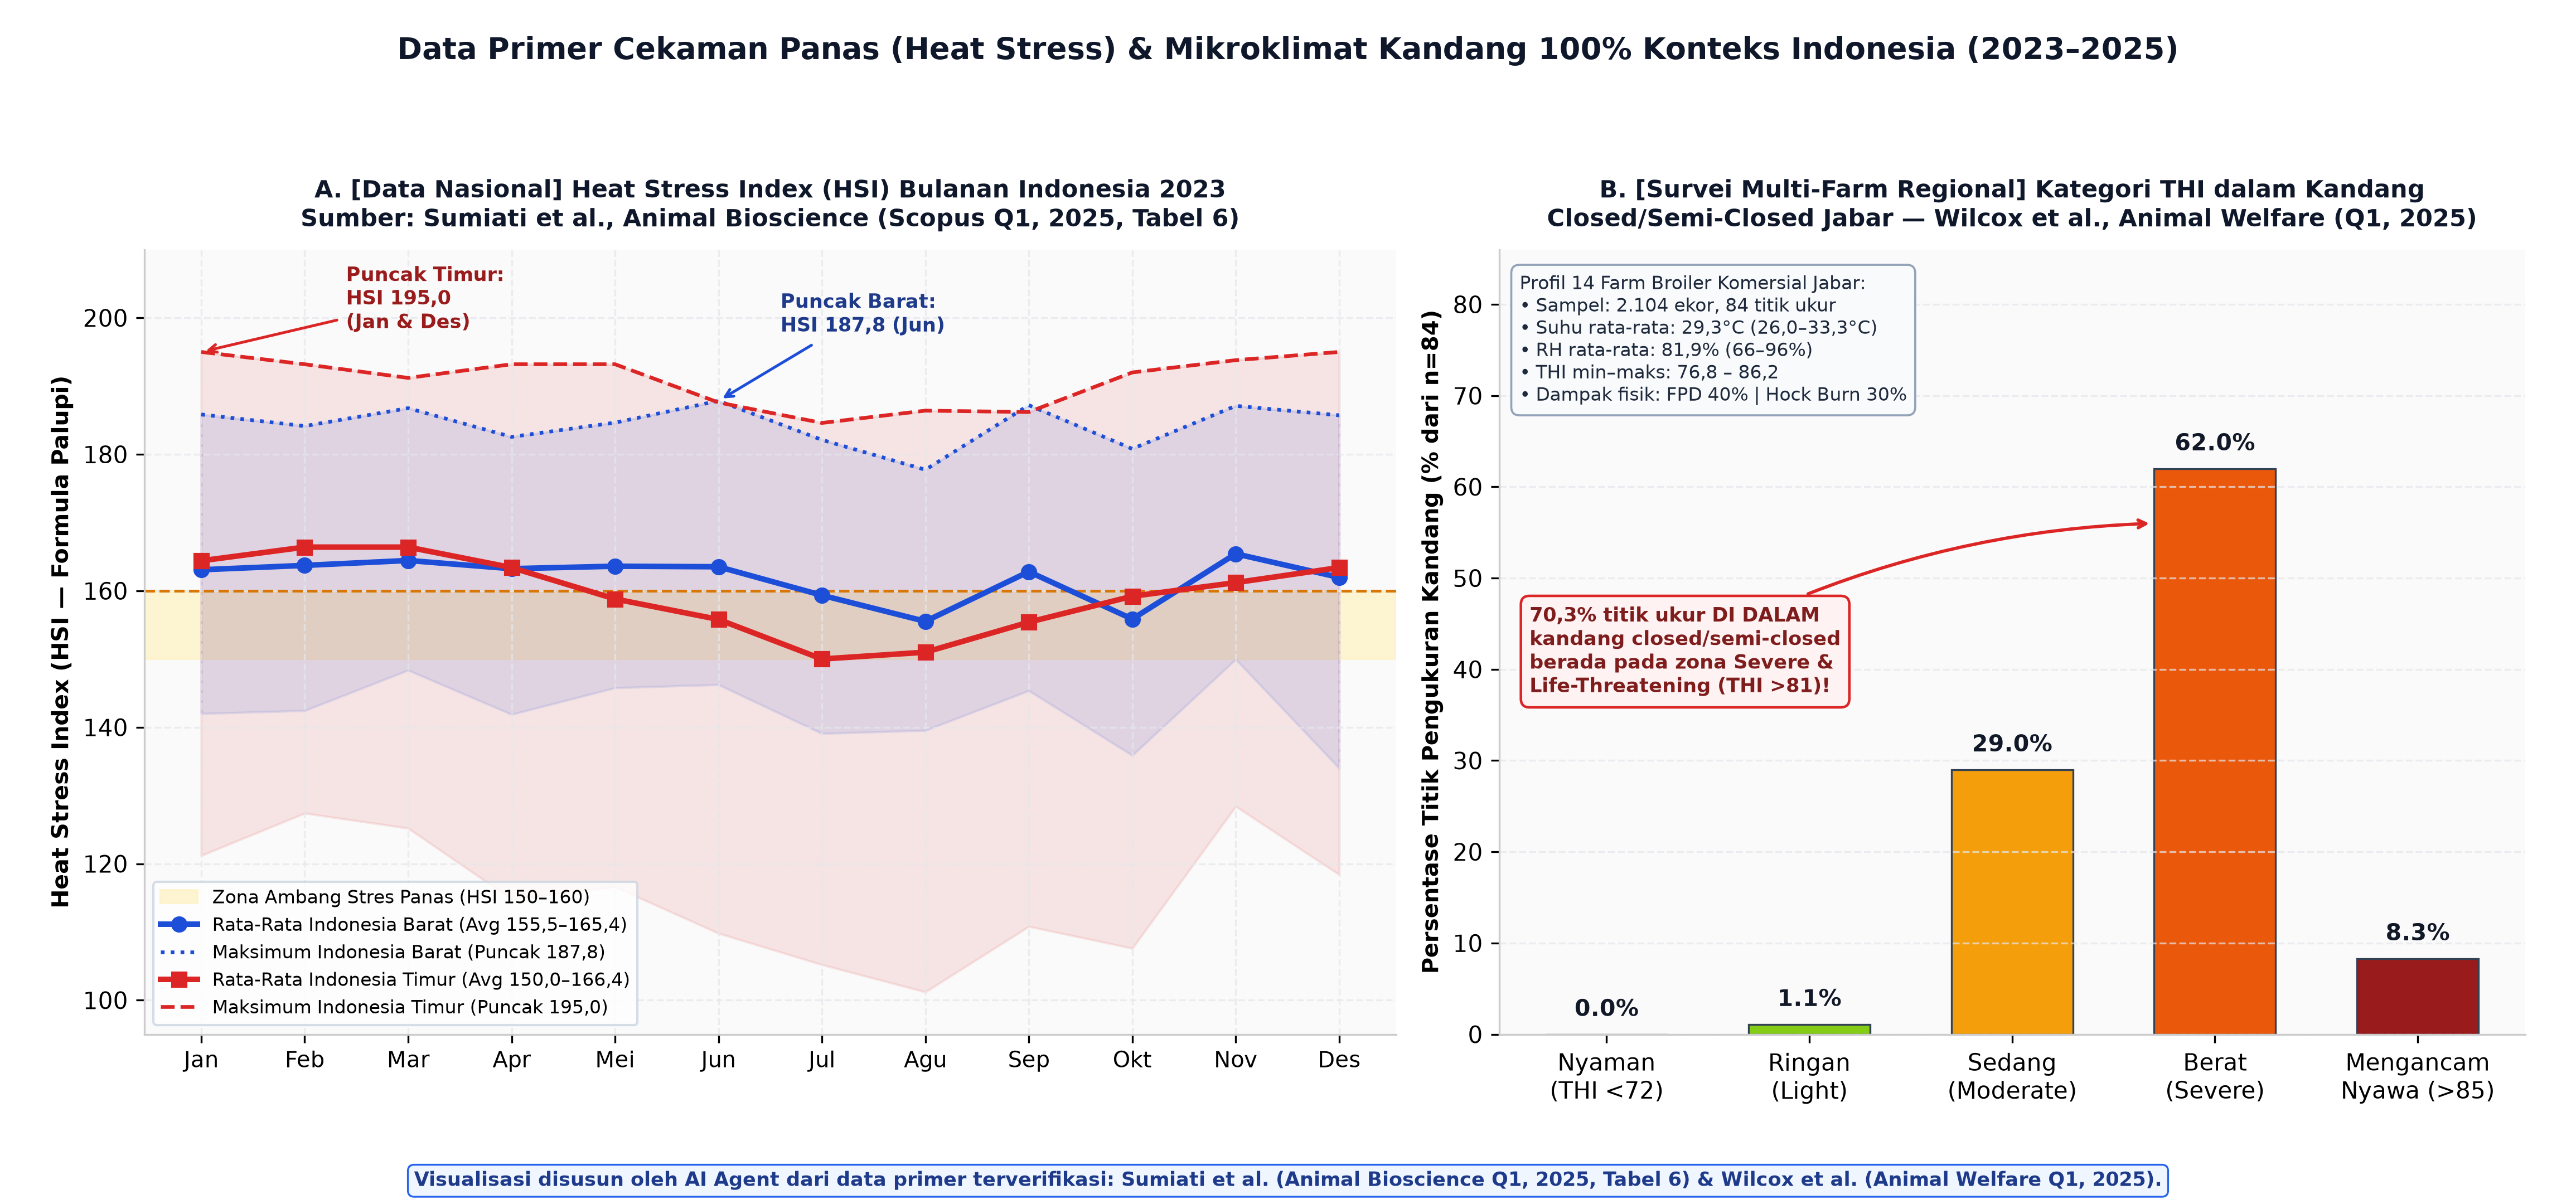 Data Primer Cekaman Panas (Heat Stress) & Mikroklimat Kandang 100% Konteks Indonesia (2023–2025)
A. [Data Nasional] Heat Stress Index (HSI) Bulanan Indonesia 2023
Sumber: Sumiati et al., Animal Bioscience (Scopus Q1, 2025, Tabel 6)
Heat Stress Index (HSI — Formula Palupi)
200
180
160
140
120
100
Puncak Timur:
HSI 195,0
(Jan & Des)
Puncak Barat:
HSI 187,8 (Jun)
Zona Ambang Stres Panas (HSI 150–160)
Rata-Rata Indonesia Barat (Avg 155,5–165,4)
Maksimum Indonesia Barat (Puncak 187,8)
Rata-Rata Indonesia Timur (Avg 150,0–166,4)
Maksimum Indonesia Timur (Puncak 195,0)
Jan Feb Mar Apr Mei Jun Jul Agu Sep Okt Nov Des
B. [Survei Multi-Farm Regional] Kategori THI dalam Kandang
Closed/Semi-Closed Jabar — Wilcox et al., Animal Welfare (Q1, 2025)
Persentase Titik Pengukuran Kandang (% dari n=84)
80
70
60
50
40
30
20
10
0
Profil 14 Farm Broiler Komersial Jabar:
• Sampel: 2.104 ekor, 84 titik ukur
• Suhu rata-rata: 29,3°C (26,0–33,3°C)
• RH rata-rata: 81,9% (66–96%)
• THI min–maks: 76,8 – 86,2
• Dampak fisik: FPD 40% | Hock Burn 30%
70,3% titik ukur DI DALAM
kandang closed/semi-closed
berada pada zona Severe &
Life-Threatening (THI >81)!
0.0%
1.1%
29.0%
62.0%
8.3%
Nyaman
(THI <72)
Ringan
(Light)
Sedang
(Moderate)
Berat
(Severe)
Mengancam
Nyawa (>85)
Visualisasi disusun oleh AI Agent dari data primer terverifikasi: Sumiati et al. (Animal Bioscience Q1, 2025, Tabel 6) & Wilcox et al. (Animal Welfare Q1, 2025).